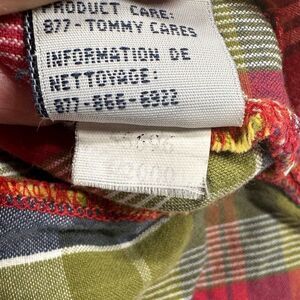 PRODUCT CARE:
877-TOMMY CARES
INFORMATION DE
NETTOYAGE:
877-866-6922